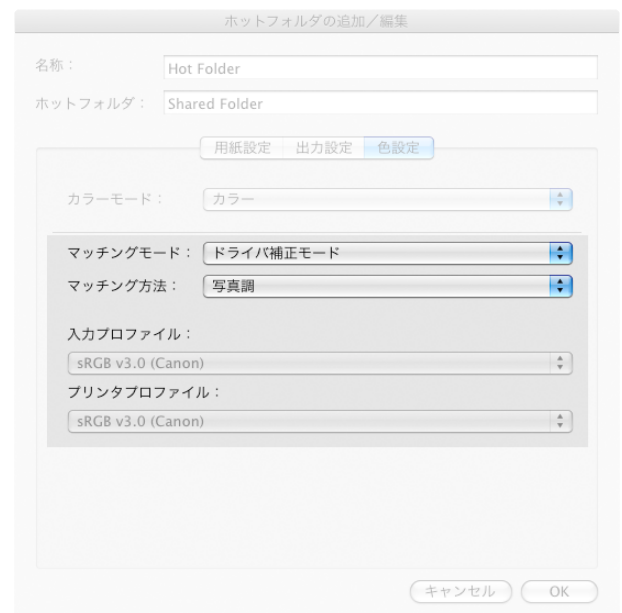 ホットフォルダの追加／編集
名称： Hot Folder
ホットフォルダ： Shared Folder
用紙設定 出力設定 色設定
カラーモード： カラー
マッチングモード： ドライバ補正モード
マッチング方法： 写真調
入力プロファイル：
sRGB v3.0 (Canon)
プリンタプロファイル：
sRGB v3.0 (Canon)
キャンセル OK